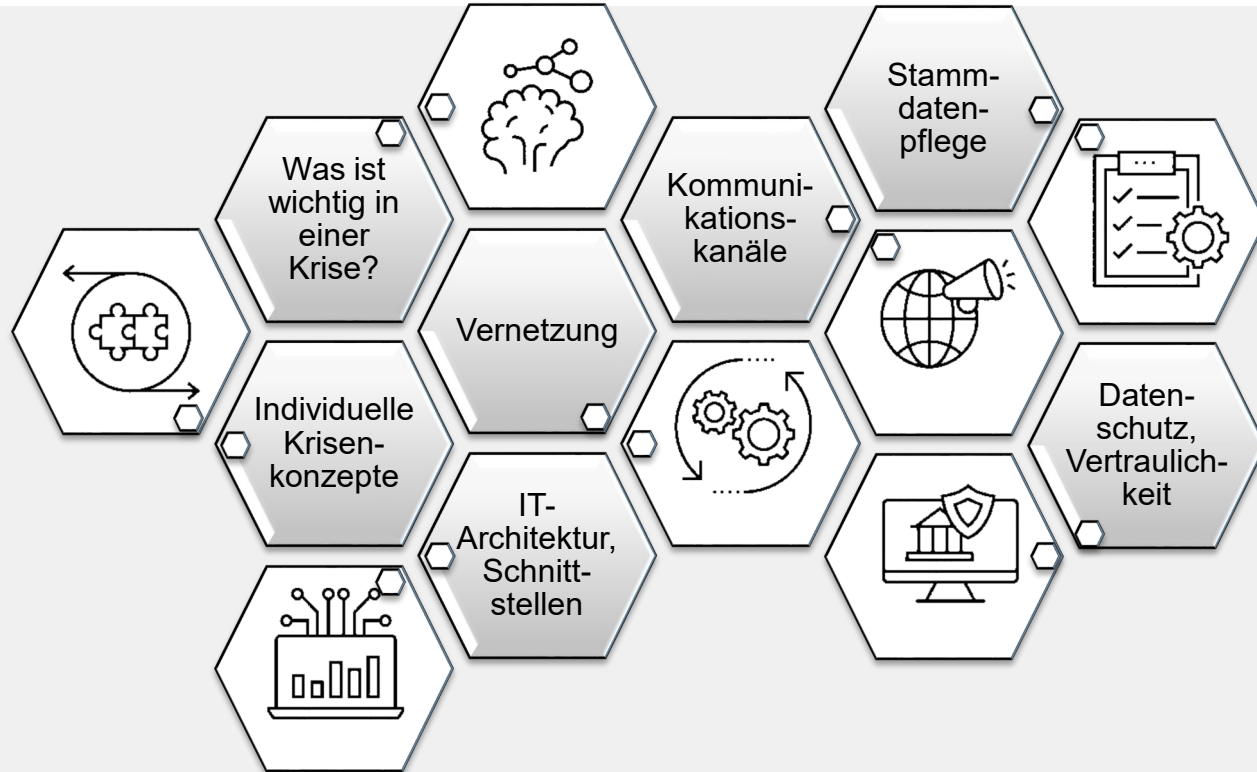 Was ist
wichtig in
einer
Krise?
Individuelle
Krisen-
konzepte
Vernetzung
IT-
Architektur,
Schnitt-
stellen
Kommuni-
kations-
kanäle
Stamm-
daten-
pflege
Daten-
schutz,
Vertraulich-
keit